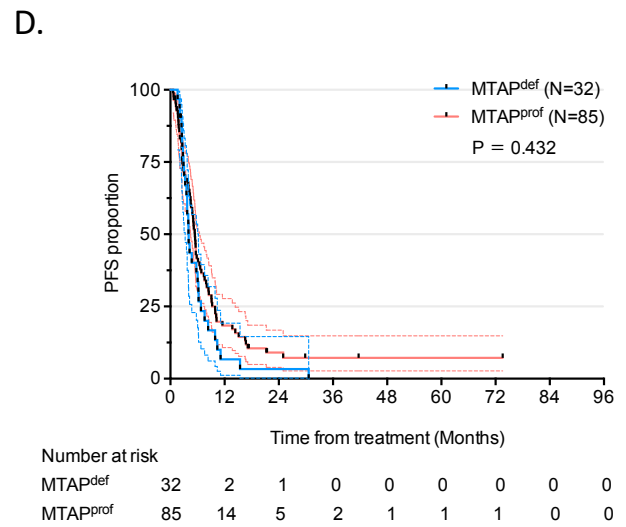 D.
MTAPdef (N=32)
MTAPprof (N=85)
P = 0.432
PFS proportion
100
75
50
25
0
0 12 24 36 48 60 72 84 96
Time from treatment (Months)
Number at risk
MTAPdef 32 2 1 0 0 0 0 0 0
MTAPprof 85 14 5 2 1 1 1 0 0